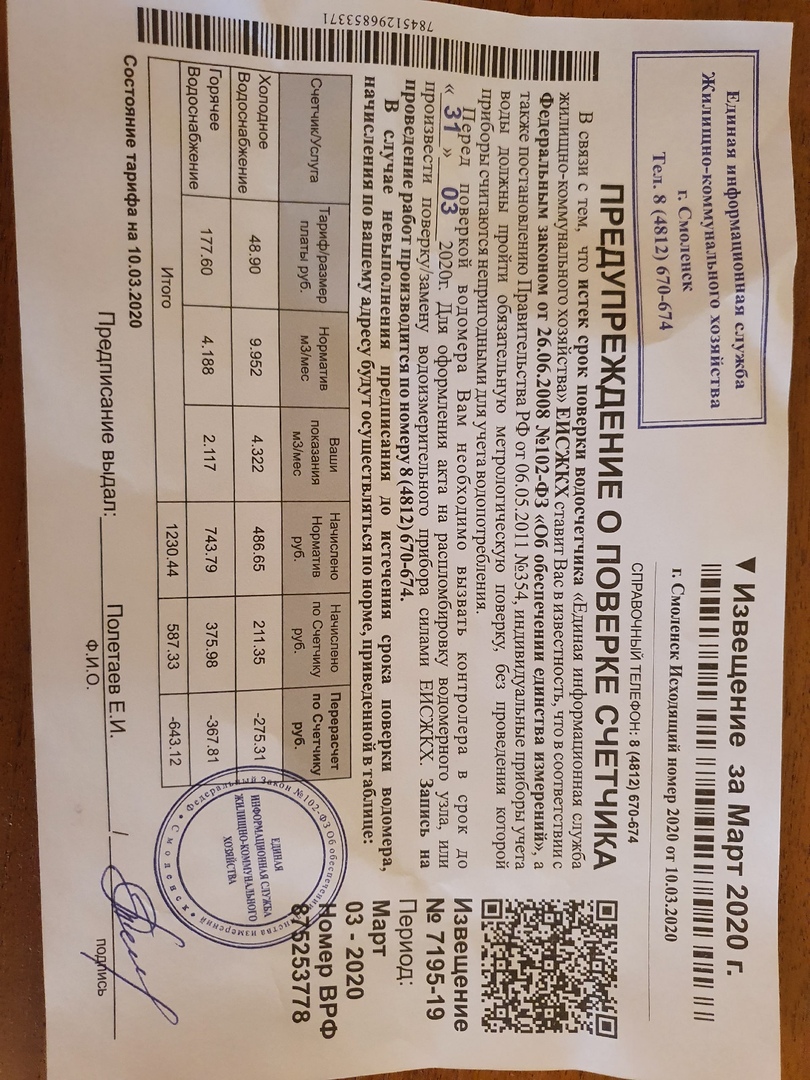 Единая информационная служба
Жилищно-коммунального хозяйства
г. Смоленск
Тел. 8 (4812) 670-674
▼ Извещение за Март 2020 г.
г. Смоленск Исходящий номер 2020 от 10.03.2020
СПРАВОЧНЫЙ ТЕЛЕФОН: 8 (4812) 670-674
ПРЕДУПРЕЖДЕНИЕ О ПОВЕРКЕ СЧЕТЧИКА
В связи с тем, что истек срок поверки водосчетчика «Единая информационная служба
жилищно-коммунального хозяйства» ЕИСЖКХ ставит Вас в известность, что в соответствии с
Федеральным законом от 26.06.2008 №102-ФЗ «Об обеспечении единства измерений», а
также постановлению Правительства РФ от 06.05.2011 №354, индивидуальные приборы учета
воды должны пройти обязательную метрологическую поверку, без проведения которой
приборы считаются непригодными для учета водопотребления.
Перед поверкой водомера Вам необходимо вызвать контролера в срок до
« 31 » 03 2020г. Для оформления акта на распломбировку водомерного узла, или
произвести поверку/замену водоизмерительного прибора силами ЕИСЖКХ. Запись на
проведение работ производится по номеру 8 (4812) 670-674.
В случае невыполнения предписания до истечения срока поверки водомера,
начисления по вашему адресу будут осуществляться по норме, приведенной в таблице:
Счетчик/Услуга Тариф/размер платы руб. Норматив м3/мес Ваши показания м3/мес Начислено Норматив руб. Начислено по Счетчику руб. Перерасчет по Счетчику руб.
Холодное Водоснабжение 48.90 9.952 4.322 486.65 211.35 -275.31
Горячее Водоснабжение 177.60 4.188 2.117 743.79 375.98 -367.81
Итого 1230.44 587.33 -643.12
Состояние тарифа на 10.03.2020
Предписание выдал: Полетаев Е.И. /
Ф.И.О.
подпись
Извещение
№ 7195-19
Период:
Март
03 - 2020
Номер ВРФ
875253778
ЕДИНАЯ
ИНФОРМАЦИОННАЯ СЛУЖБА
ЖИЛИЩНО-КОММУНАЛЬНОГО
ХОЗЯЙСТВА
Федеральный Закон №102-ФЗ Об обеспечении единства измерений
Смоленск
7845129685З371